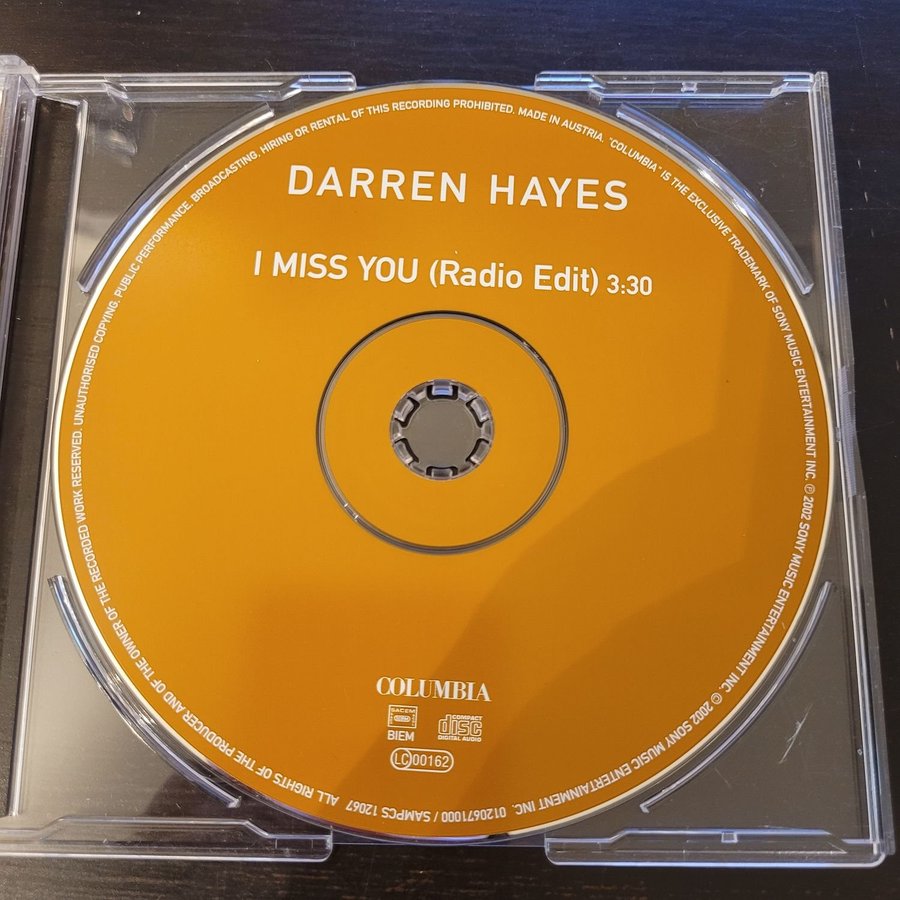 DARREN HAYES
I MISS YOU (Radio Edit) 3:30
COLUMBIA
SACEM
BIEM
COMPACT
disc
DIGITAL AUDIO
LC 00162
ALL RIGHTS OF THE PRODUCER AND OF THE OWNER OF THE RECORDED WORK RESERVED. UNAUTHORISED COPYING. PUBLIC PERFORMANCE. BROADCASTING. HIRING OR RENTAL OF THIS RECORDING PROHIBITED. MADE IN AUSTRIA. "COLUMBIA" IS THE EXCLUSIVE TRADEMARK OF SONY MUSIC ENTERTAINMENT INC. ℗ 2002 SONY MUSIC ENTERTAINMENT INC. © 2002 SONY MUSIC ENTERTAINMENT INC. 0120671000 / SAMPCS 12067